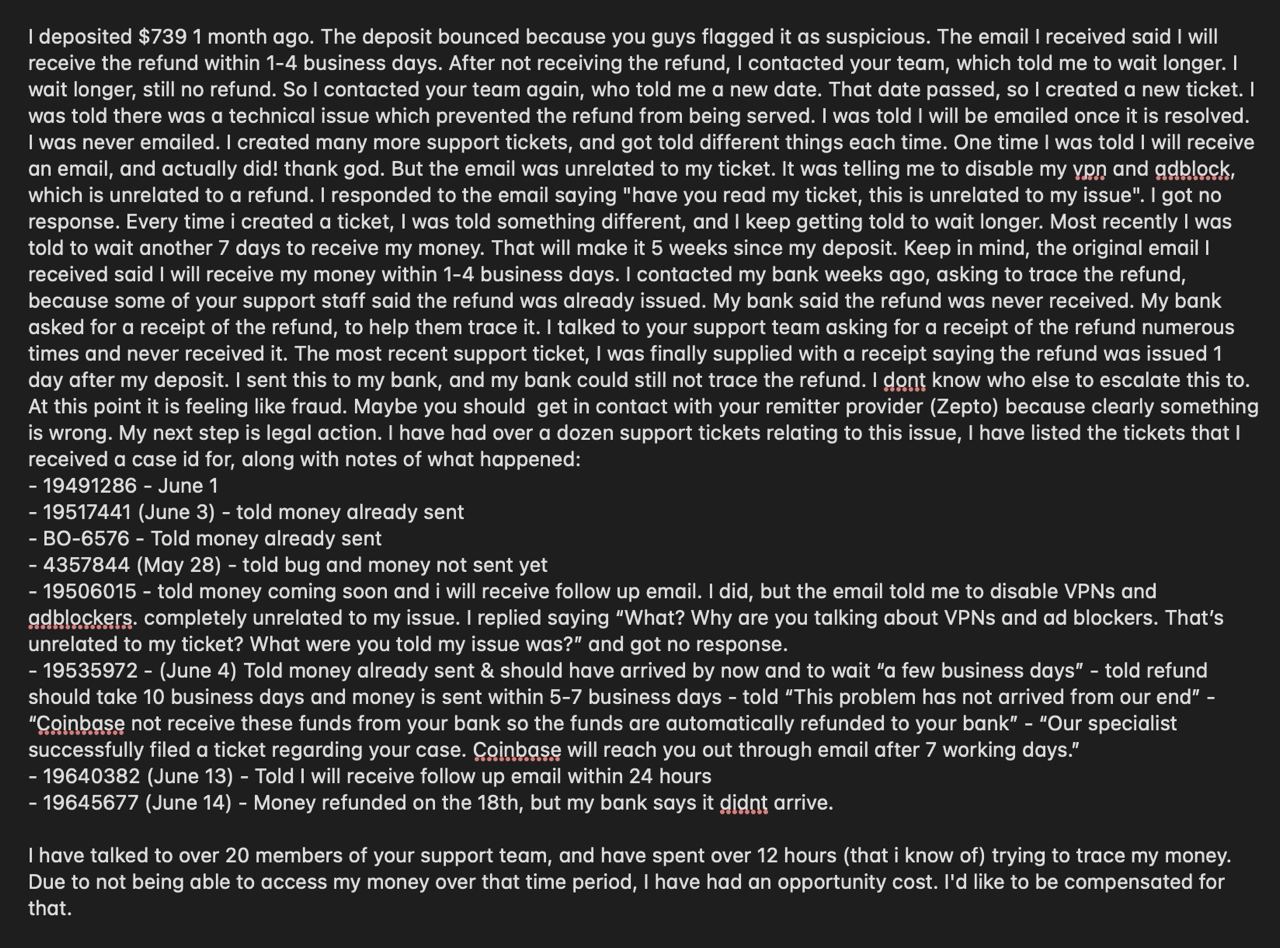 I deposited $739 1 month ago. The deposit bounced because you guys flagged it as suspicious. The email I received said I will
receive the refund within 1-4 business days. After not receiving the refund, I contacted your team, which told me to wait longer. I
wait longer, still no refund. So I contacted your team again, who told me a new date. That date passed, so I created a new ticket. I
was told there was a technical issue which prevented the refund from being served. I was told I will be emailed once it is resolved.
I was never emailed. I created many more support tickets, and got told different things each time. One time I was told I will receive
an email, and actually did! thank god. But the email was unrelated to my ticket. It was telling me to disable my vpn and adblock,
which is unrelated to a refund. I responded to the email saying "have you read my ticket, this is unrelated to my issue". I got no
response. Every time i created a ticket, I was told something different, and I keep getting told to wait longer. Most recently I was
told to wait another 7 days to receive my money. That will make it 5 weeks since my deposit. Keep in mind, the original email I
received said I will receive my money within 1-4 business days. I contacted my bank weeks ago, asking to trace the refund,
because some of your support staff said the refund was already issued. My bank said the refund was never received. My bank
asked for a receipt of the refund, to help them trace it. I talked to your support team asking for a receipt of the refund numerous
times and never received it. The most recent support ticket, I was finally supplied with a receipt saying the refund was issued 1
day after my deposit. I sent this to my bank, and my bank could still not trace the refund. I dont know who else to escalate this to.
At this point it is feeling like fraud. Maybe you should  get in contact with your remitter provider (Zepto) because clearly something
is wrong. My next step is legal action. I have had over a dozen support tickets relating to this issue, I have listed the tickets that I
received a case id for, along with notes of what happened:
- 19491286 - June 1
- 19517441 (June 3) - told money already sent
- BO-6576 - Told money already sent
- 4357844 (May 28) - told bug and money not sent yet
- 19506015 - told money coming soon and i will receive follow up email. I did, but the email told me to disable VPNs and
adblockers. completely unrelated to my issue. I replied saying “What? Why are you talking about VPNs and ad blockers. That’s
unrelated to my ticket? What were you told my issue was?” and got no response.
- 19535972 - (June 4) Told money already sent & should have arrived by now and to wait “a few business days” - told refund
should take 10 business days and money is sent within 5-7 business days - told “This problem has not arrived from our end” -
“Coinbase not receive these funds from your bank so the funds are automatically refunded to your bank” - “Our specialist
successfully filed a ticket regarding your case. Coinbase will reach you out through email after 7 working days.”
- 19640382 (June 13) - Told I will receive follow up email within 24 hours
- 19645677 (June 14) - Money refunded on the 18th, but my bank says it didnt arrive.
I have talked to over 20 members of your support team, and have spent over 12 hours (that i know of) trying to trace my money.
Due to not being able to access my money over that time period, I have had an opportunity cost. I'd like to be compensated for
that.